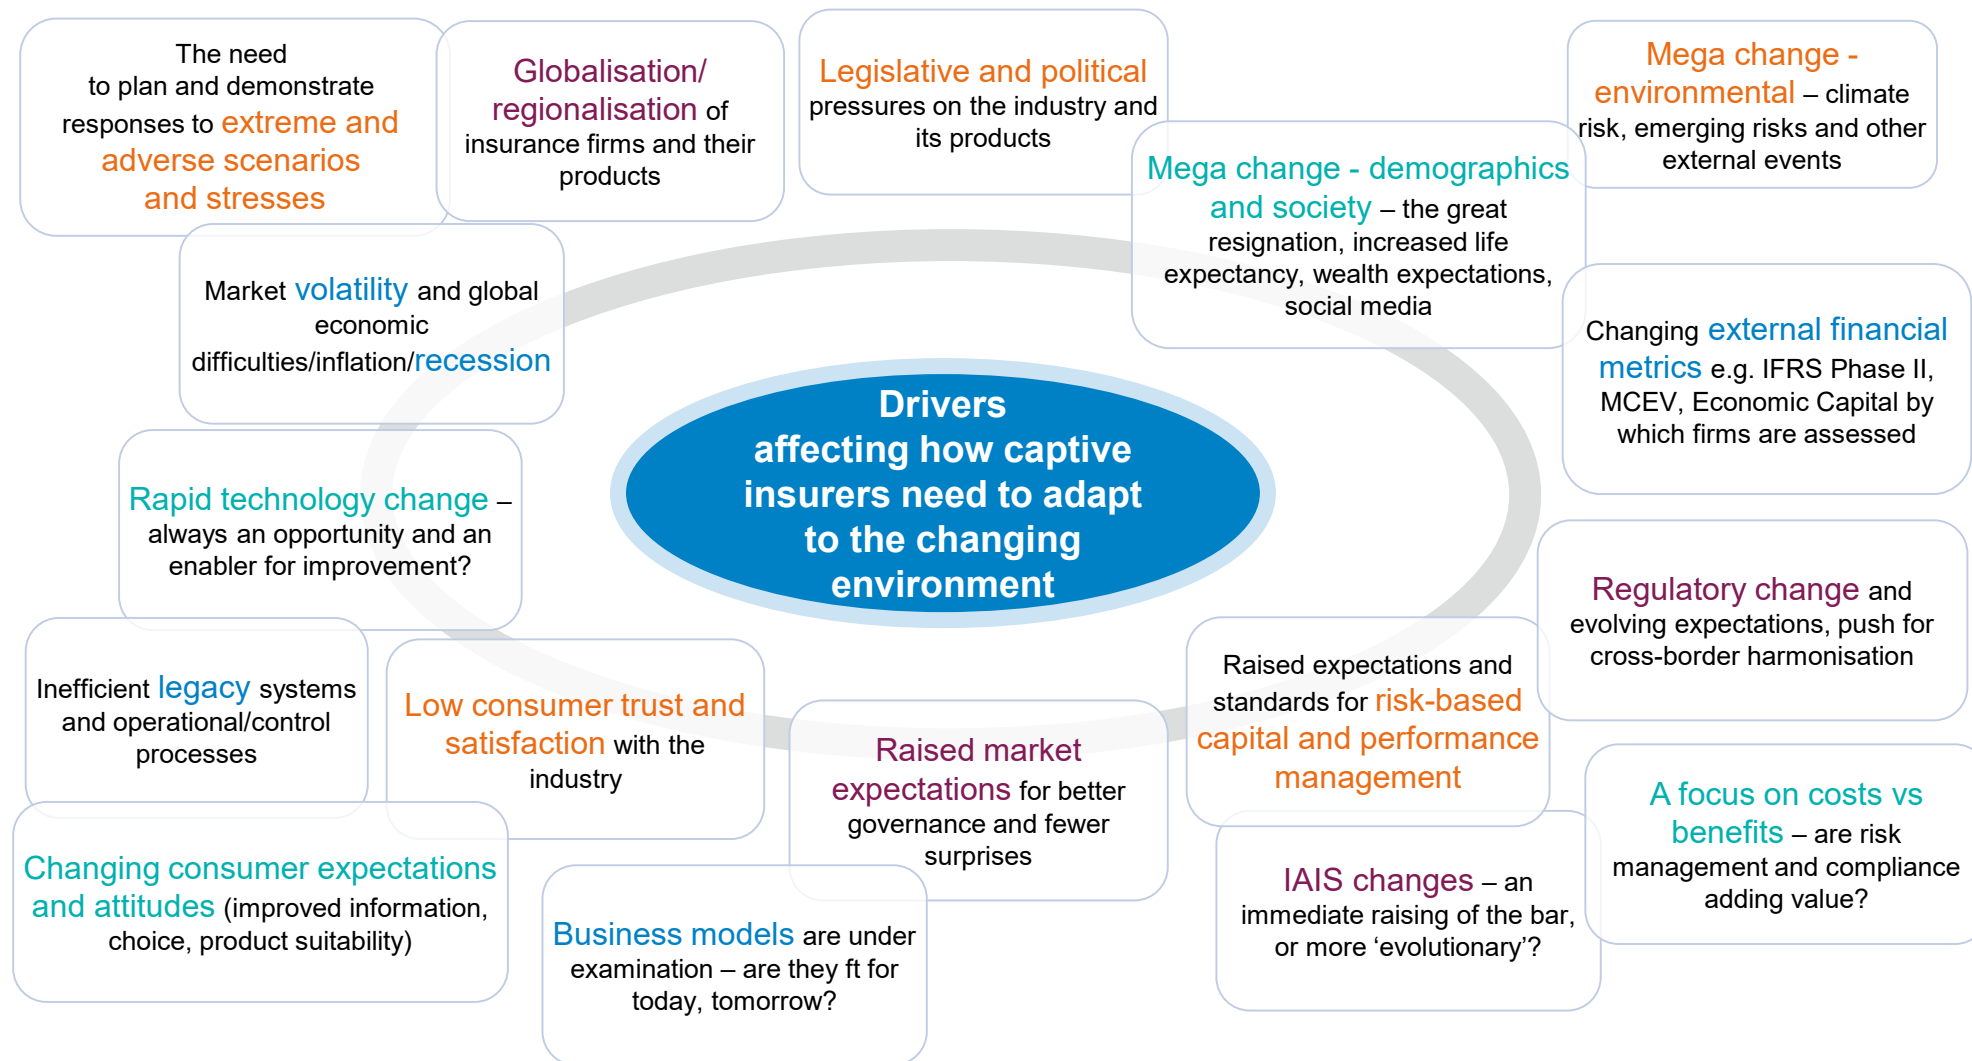 The need
to plan and demonstrate
responses to extreme and
adverse scenarios
and stresses
Globalisation/
regionalisation of
insurance firms and their
products
Legislative and political
pressures on the industry and
its products
Mega change - demographics
and society – the great
resignation, increased life
expectancy, wealth expectations,
social media
Mega change -
environmental – climate
risk, emerging risks and other
external events
Market volatility and global
economic
difficulties/inflation/recession
Changing external financial
metrics e.g. IFRS Phase II,
MCEV, Economic Capital by
which firms are assessed
Drivers
affecting how captive
insurers need to adapt
to the changing
environment
Rapid technology change –
always an opportunity and an
enabler for improvement?
Regulatory change and
evolving expectations, push for
cross-border harmonisation
Inefficient legacy systems
and operational/control
processes
Low consumer trust and
satisfaction with the
industry
Raised market
expectations for better
governance and fewer
surprises
Raised expectations and
standards for risk-based
capital and performance
management
A focus on costs vs
benefits – are risk
management and compliance
adding value?
Changing consumer expectations
and attitudes (improved information,
choice, product suitability)
Business models are under
examination – are they ft for
today, tomorrow?
IAIS changes – an
immediate raising of the bar,
or more ‘evolutionary’?